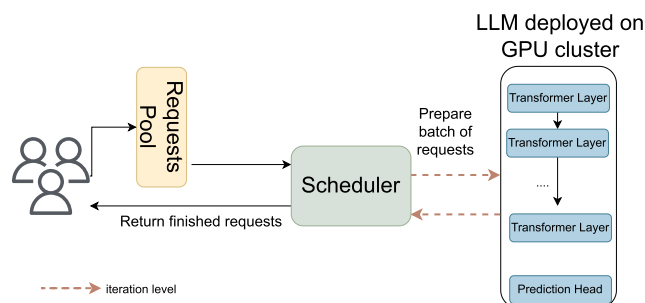 LLM deployed on
GPU cluster
Requests
Pool
Prepare
batch of
requests
Scheduler
Return finished requests
Transformer Layer
Transformer Layer
....
Transformer Layer
Prediction Head
iteration level